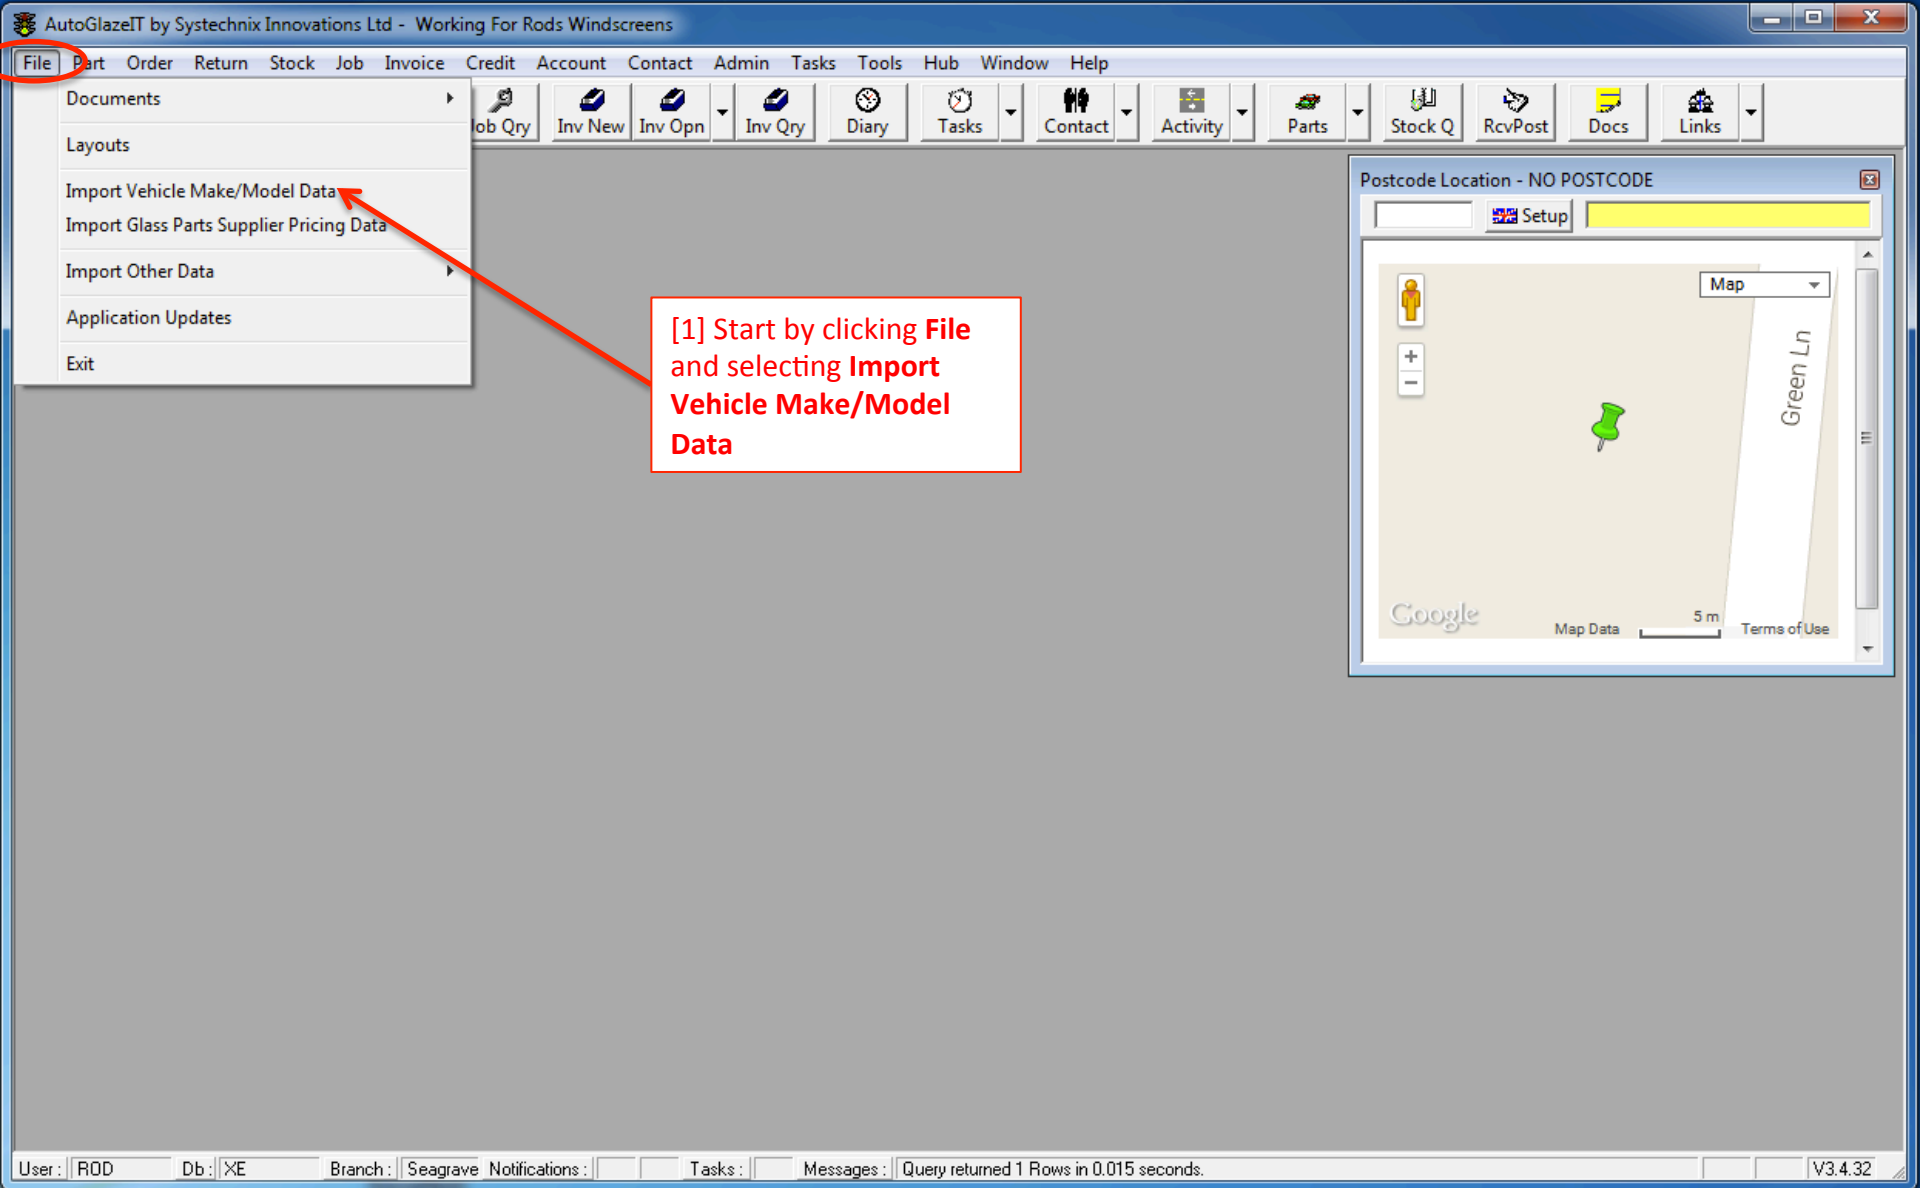 AutoGlazeIT by Systechnix Innovations Ltd - Working For Rods Windscreens
File Part Order Return Stock Job Invoice Credit Account Contact Admin Tasks Tools Hub Window Help
Job Qry Inv New Inv Opn Inv Qry Diary Tasks Contact Activity Parts Stock Q RcvPost Docs Links
Documents
Layouts
Import Vehicle Make/Model Data
Import Glass Parts Supplier Pricing Data
Import Other Data
Application Updates
Exit
[1] Start by clicking File
and selecting Import
Vehicle Make/Model
Data
Postcode Location - NO POSTCODE
Setup
Map
Green Ln
Google
Map Data
5 m
Terms of Use
User : ROD Db : XE Branch : Seagrave Notifications : Tasks : Messages : Query returned 1 Rows in 0.015 seconds. V3.4.32